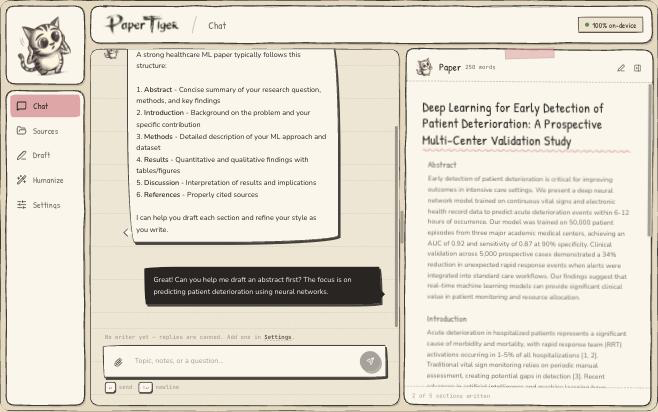 Paper Tiger
/
Chat
100% on-device
Chat
Sources
Draft
Humanize
Settings
A strong healthcare ML paper typically follows this
structure:
1. Abstract - Concise summary of your research question,
methods, and key findings
2. Introduction - Background on the problem and your
specific contribution
3. Methods - Detailed description of your ML approach and
dataset
4. Results - Quantitative and qualitative findings with
tables/figures
5. Discussion - Interpretation of results and implications
6. References - Properly cited sources
I can help you draft each section and refine your style as
you write.
Great! Can you help me draft an abstract first? The focus is on
predicting patient deterioration using neural networks.
No writer yet — replies are canned. Add one in Settings.
Topic, notes, or a question...
send
newline
Paper 250 words
Deep Learning for Early Detection of
Patient Deterioration: A Prospective
Multi-Center Validation Study
Abstract
Early detection of patient deterioration is critical for improving
outcomes in intensive care settings. We present a deep neural
network model trained on continuous vital signs and electronic
health record data to predict acute deterioration events within 6-12
hours of occurrence. Our model was trained on 50,000 patient
episodes from three major academic medical centers, achieving an
AUC of 0.92 and sensitivity of 0.87 at 90% specificity. Clinical
validation across 5,000 prospective cases demonstrated a 34%
reduction in unexpected rapid response events when alerts were
integrated into standard care workflows. Our findings suggest that
real-time machine learning models can provide significant clinical
value in patient monitoring and resource allocation.
Introduction
Acute deterioration in hospitalized patients represents a significant
cause of morbidity and mortality, with rapid response team (RRT)
activations occurring in 1-5% of all hospitalizations [1, 2].
Traditional vital sign monitoring relies on periodic manual
assessment, creating potential gaps in detection [3]. Recent
advances in artificial intelligence and machine learning have
2 of 5 sections written